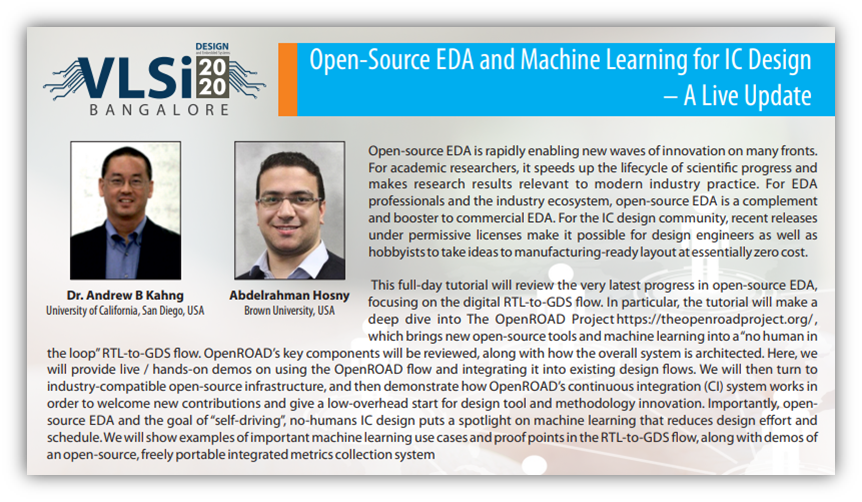 DESIGN
and Embedded Systems
VLSi 20
20
BANGALORE
Open-Source EDA and Machine Learning for IC Design
– A Live Update
Open-source EDA is rapidly enabling new waves of innovation on many fronts.
For academic researchers, it speeds up the lifecycle of scientific progress and
makes research results relevant to modern industry practice. For EDA
professionals and the industry ecosystem, open-source EDA is a complement
and booster to commercial EDA. For the IC design community, recent releases
under permissive licenses make it possible for design engineers as well as
hobbyists to take ideas to manufacturing-ready layout at essentially zero cost.
Dr. Andrew B Kahng
University of California, San Diego, USA
Abdelrahman Hosny
Brown University, USA
This full-day tutorial will review the very latest progress in open-source EDA,
focusing on the digital RTL-to-GDS flow. In particular, the tutorial will make a
deep dive into The OpenROAD Project https://theopenroadproject.org/ ,
which brings new open-source tools and machine learning into a “no human in
the loop” RTL-to-GDS flow. OpenROAD’s key components will be reviewed, along with how the overall system is architected. Here, we
will provide live / hands-on demos on using the OpenROAD flow and integrating it into existing design flows. We will then turn to
industry-compatible open-source infrastructure, and then demonstrate how OpenROAD’s continuous integration (CI) system works in
order to welcome new contributions and give a low-overhead start for design tool and methodology innovation. Importantly, open-
source EDA and the goal of “self-driving”, no-humans IC design puts a spotlight on machine learning that reduces design effort and
schedule. We will show examples of important machine learning use cases and proof points in the RTL-to-GDS flow, along with demos of
an open-source, freely portable integrated metrics collection system